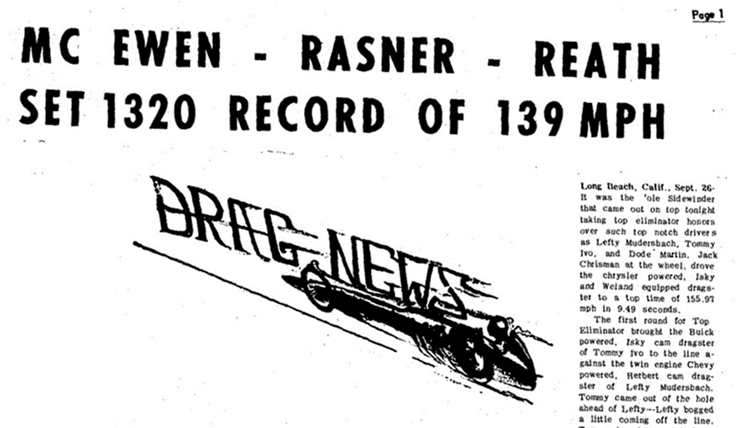 Page 1
MC EWEN - RASNER - REATH
SET 1320 RECORD OF 139 MPH
DRAG NEWS
Long Beach, Calif., Sept. 26-
It was the 'ole Sidewinder
that came out on top tonight
taking top eliminator honors
over such top notch drivers
as Lefty Mudersbach, Tommy
Ivo, and Dode' Martin. Jack
Chrisman at the wheel, drove
the chrysler powered, Isky
and Weiand equipped drags-
ter to a top time of 155.97
mph in 9.49 seconds.
The first round for Top
Eliminator brought the Buick
powered, Isky cam dragster
of Tommy Ivo to the line a-
gainst the twin engine Chevy
powered, Herbert cam drag-
ster of Lefty Mudersbach.
Tommy came out of the hole
ahead of Lefty--Lefty bogged
a little coming off the line.